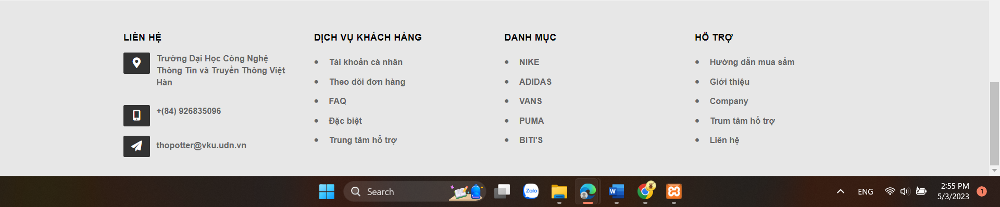 LIÊN HỆ
Trường Đại Học Công Nghệ
Thông Tin và Truyền Thông Việt
Hàn
+(84) 926835096
thopotter@vku.udn.vn
DỊCH VỤ KHÁCH HÀNG
Tài khoản cá nhân
Theo dõi đơn hàng
FAQ
Đặc biệt
Trung tâm hỗ trợ
DANH MỤC
NIKE
ADIDAS
VANS
PUMA
BITI'S
HỖ TRỢ
Hướng dẫn mua sắm
Giới thiệu
Company
Trum tâm hỗ trợ
Liên hệ
Search
Zalo
W
ENG
2:55 PM
5/3/2023
1